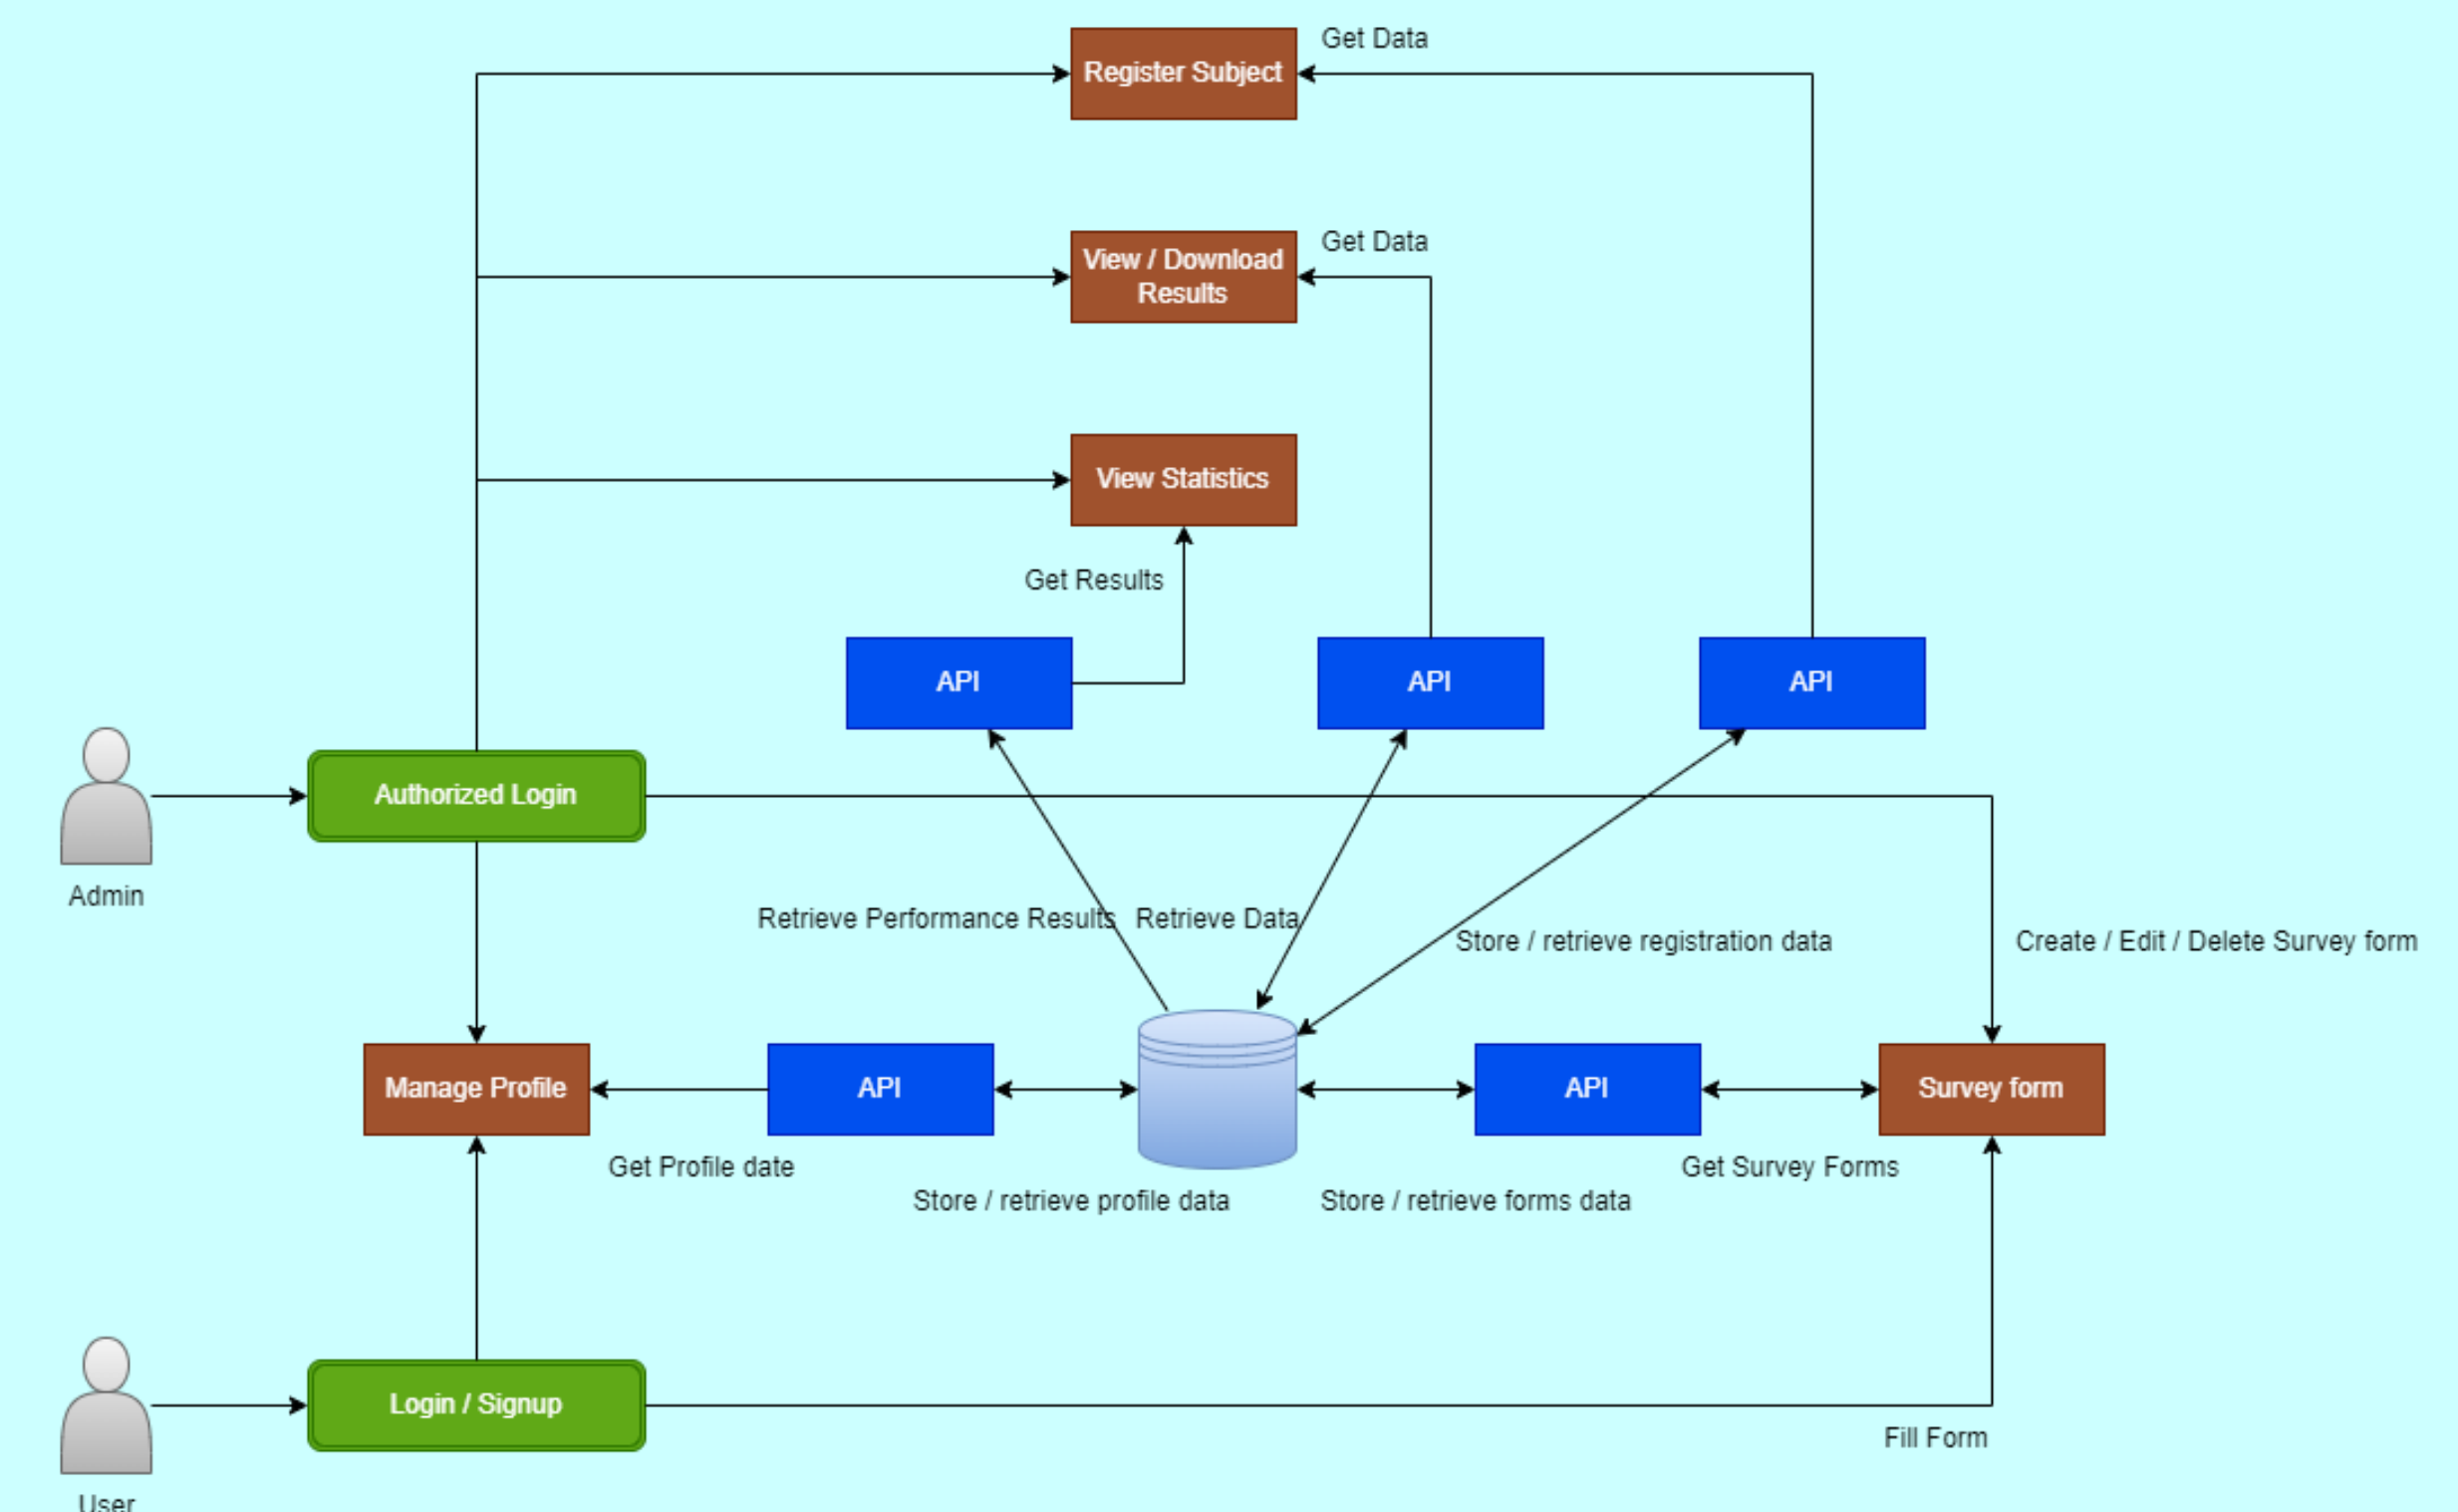 Get Data
Register Subject
Get Data
View / Download
Results
View Statistics
Get Results
API
API
API
Authorized Login
Admin
Retrieve Performance Results
Retrieve Data
Store / retrieve registration data
Create / Edit / Delete Survey form
Manage Profile
API
API
Survey form
Get Profile date
Get Survey Forms
Store / retrieve profile data
Store / retrieve forms data
Login / Signup
Fill Form
User